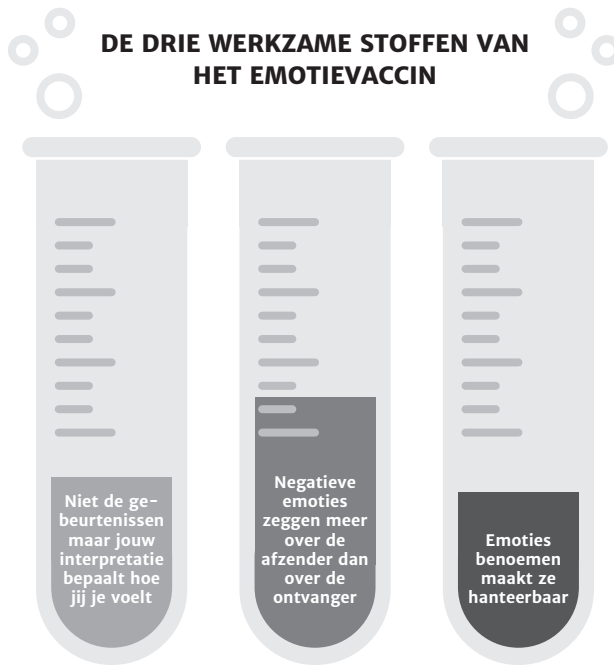 DE DRIE WERKZAME STOFFEN VAN
HET EMOTIEVACCIN
Niet de ge-
beurtenissen
maar jouw
interpretatie
bepaalt hoe
jij je voelt
Negatieve
emoties
zeggen meer
over de
afzender dan
over de
ontvanger
Emoties
benoemen
maakt ze
hanteerbaar